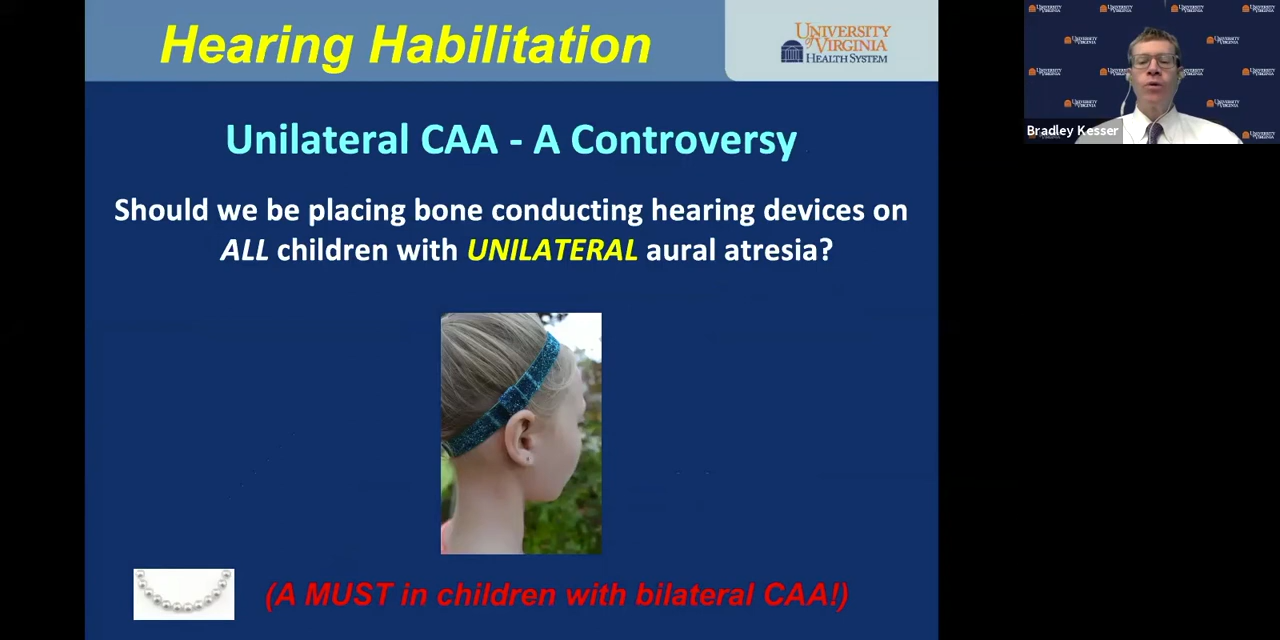 Hearing Habilitation
UNIVERSITY
of VIRGINIA
HEALTH SYSTEM
Unilateral CAA - A Controversy
Should we be placing bone conducting hearing devices on
ALL children with UNILATERAL aural atresia?
(A MUST in children with bilateral CAA!)
Bradley Kesser